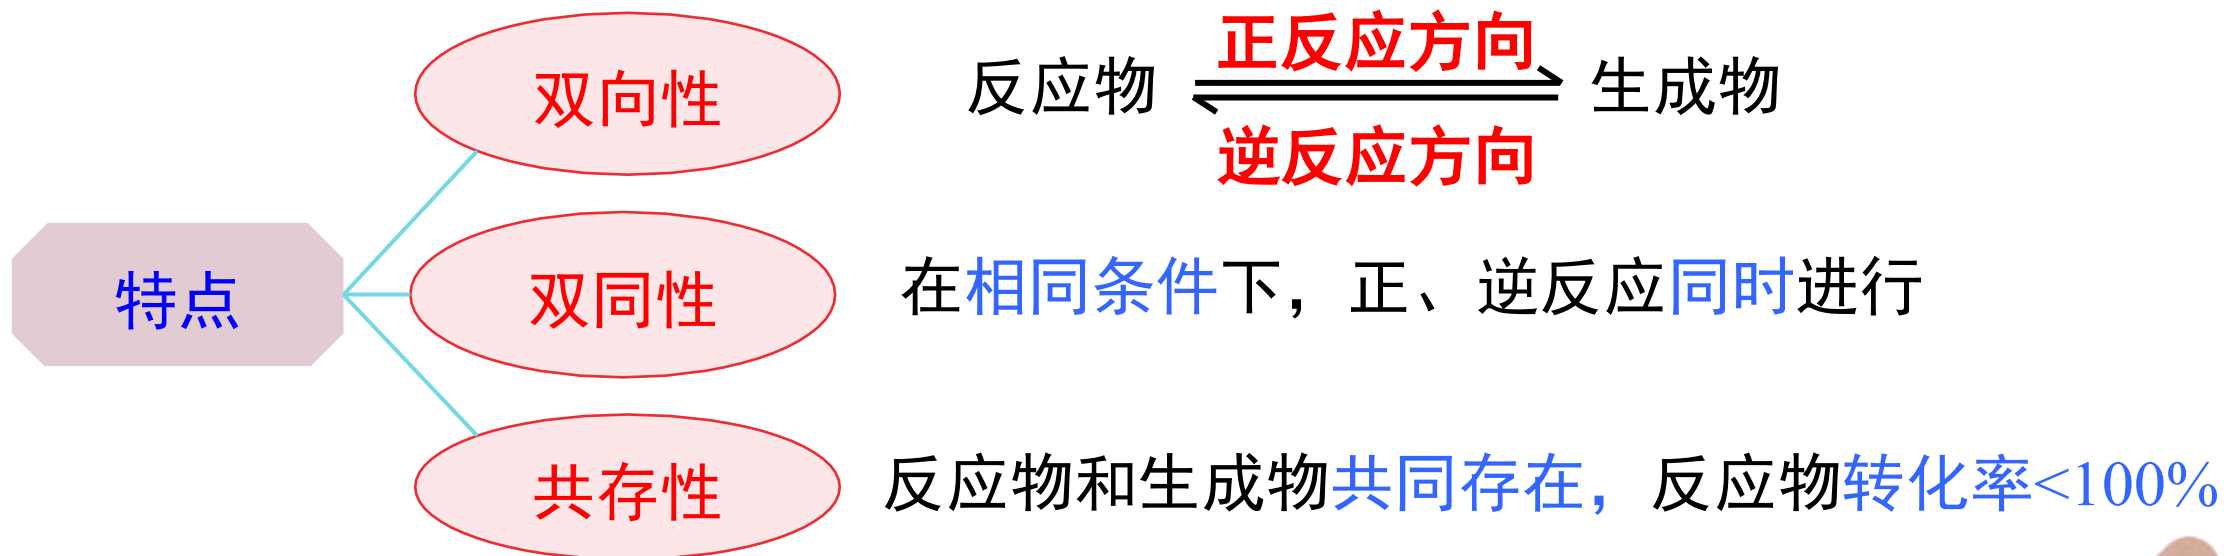 正反应方向
双向性
反应物 生成物
逆反应方向
特点
双同性
在相同条件下，正、逆反应同时进行
共存性
反应物和生成物共同存在，反应物转化率<100%